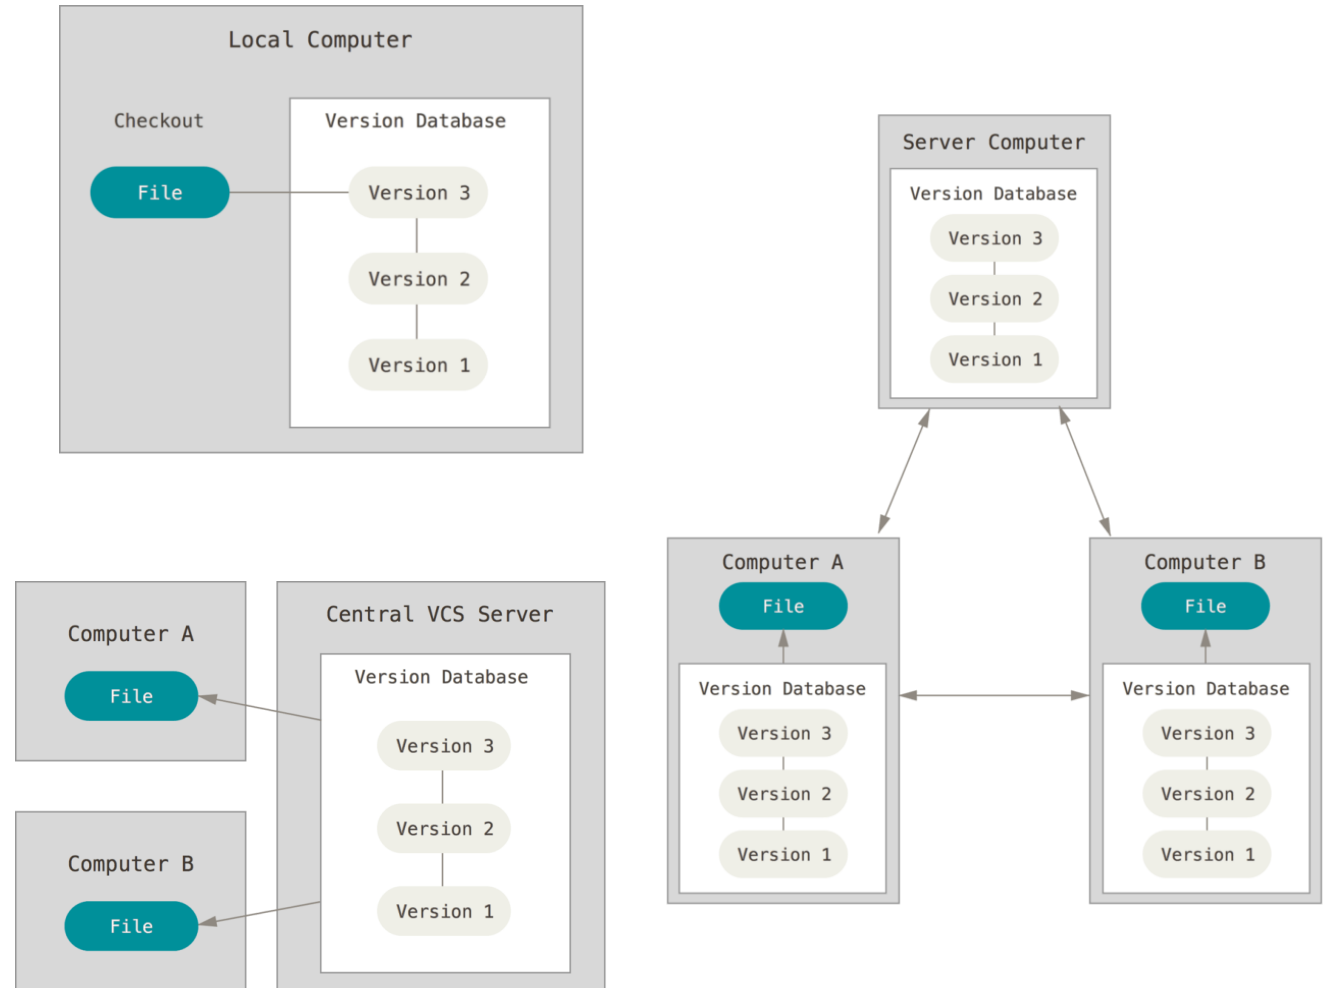 Local Computer
Checkout
Version Database
File
Version 3
Version 2
Version 1
Computer A
File
Computer B
File
Central VCS Server
Version Database
Version 3
Version 2
Version 1
Server Computer
Version Database
Version 3
Version 2
Version 1
Computer A
File
Version Database
Version 3
Version 2
Version 1
Computer B
File
Version Database
Version 3
Version 2
Version 1